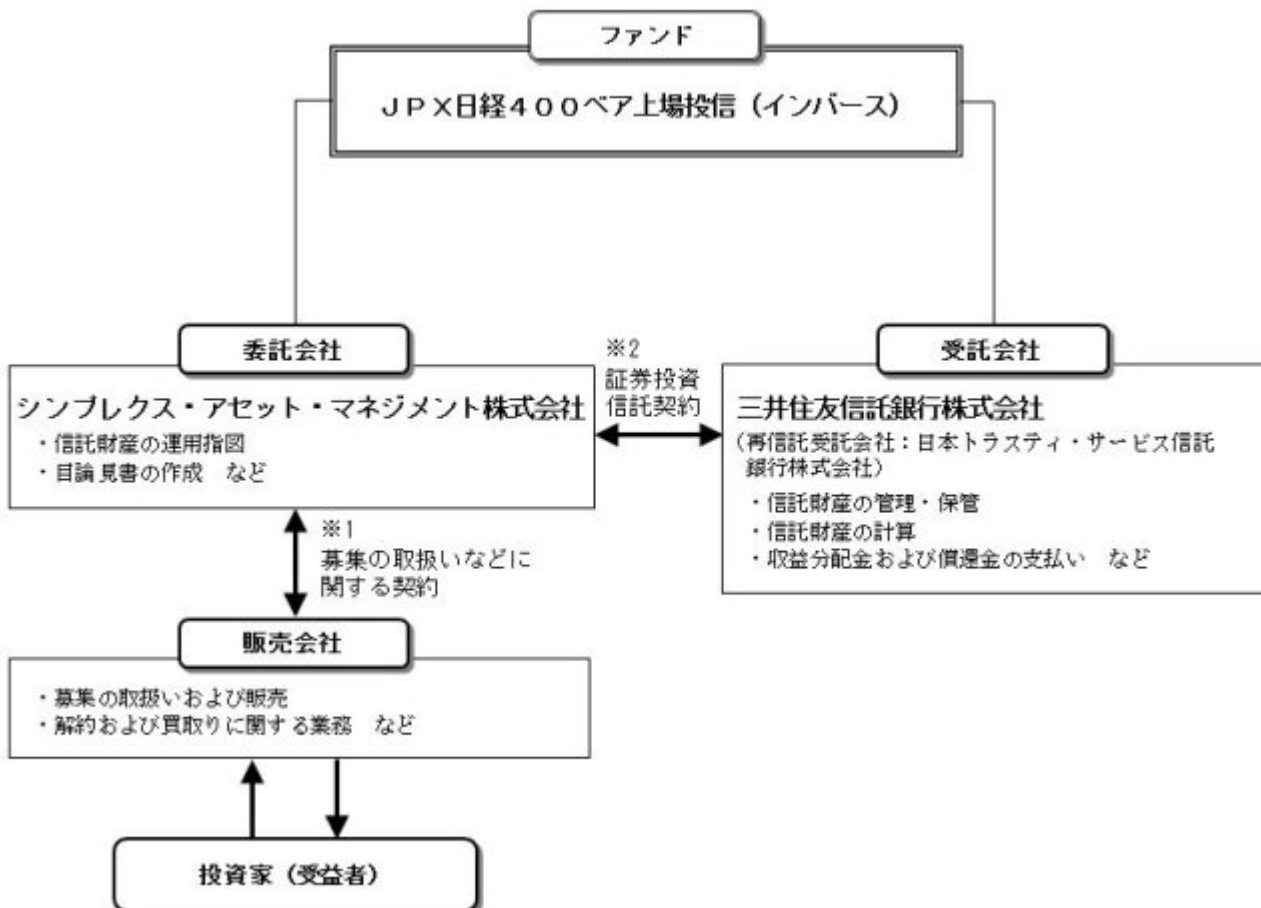 ファンド
JPX日経400ベア上場投信(インバース)
委託会社
シンプレクス・アセット・マネジメント株式会社
・信託財産の運用指図
・目論見書の作成 など
※2
証券投資
信託契約
受託会社
三井住友信託銀行株式会社
(再信託受託会社:日本トラスティ・サービス信託
銀行株式会社)
・信託財産の管理・保管
・信託財産の計算
・収益分配金および償還金の支払い など
※1
募集の取扱いなどに
関する契約
販売会社
・募集の取扱いおよび販売
・解約および買取りに関する業務 など
投資家(受益者)